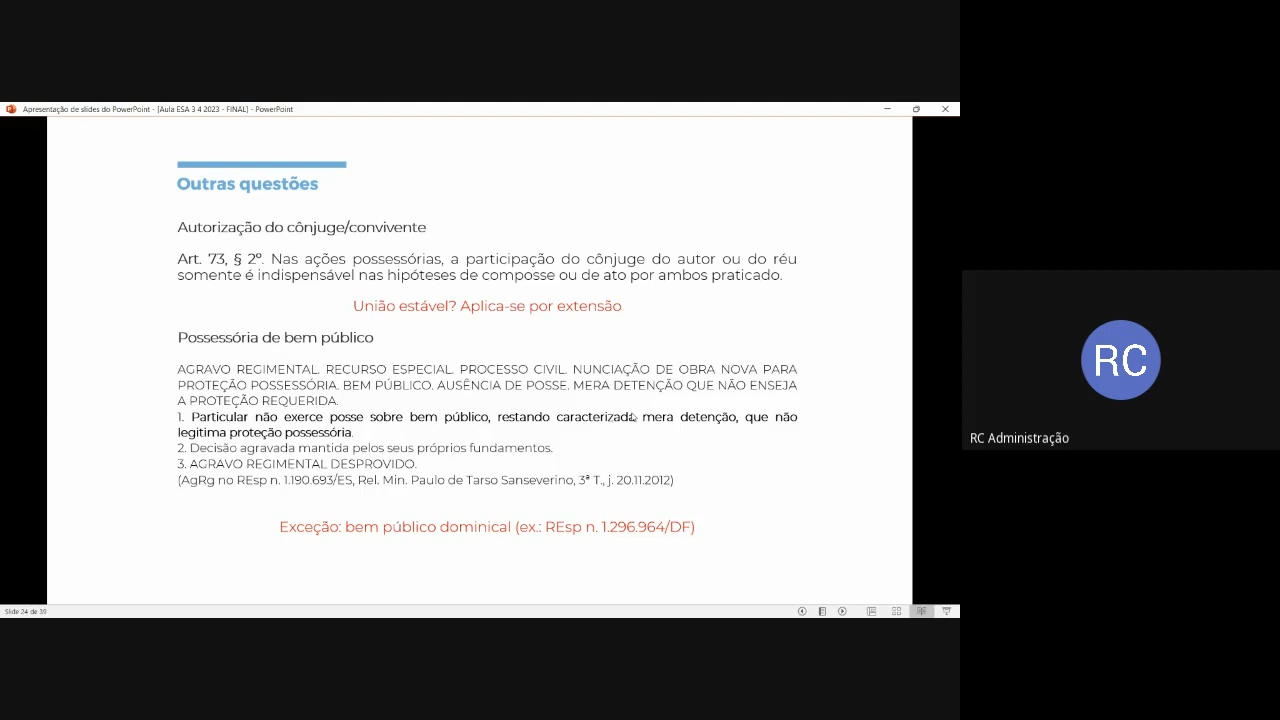 Apresentação de slides do PowerPoint - [Aula ESA 3 4 2023 - FINAL] - PowerPoint
Outras questões
Autorização do cônjuge/convivente
Art. 73, § 2º. Nas ações possessórias, a participação do cônjuge do autor ou do réu
somente é indispensável nas hipóteses de composse ou de ato por ambos praticado.
União estável? Aplica-se por extensão
Possessória de bem público
AGRAVO REGIMENTAL. RECURSO ESPECIAL. PROCESSO CIVIL. NUNCIAÇÃO DE OBRA NOVA PARA
PROTEÇÃO POSSESSÓRIA. BEM PÚBLICO. AUSÊNCIA DE POSSE. MERA DETENÇÃO QUE NÃO ENSEJA
A PROTEÇÃO REQUERIDA.
1. Particular não exerce posse sobre bem público, restando caracterizada mera detenção, que não
legitima proteção possessória.
2. Decisão agravada mantida pelos seus próprios fundamentos.
3. AGRAVO REGIMENTAL DESPROVIDO.
(AgRg no REsp n. 1.190.693/ES, Rel. Min. Paulo de Tarso Sanseverino, 3ª T., j. 20.11.2012)
Exceção: bem público dominical (ex.: REsp n. 1.296.964/DF)
Slide 24 de 39
RC
RC Administração